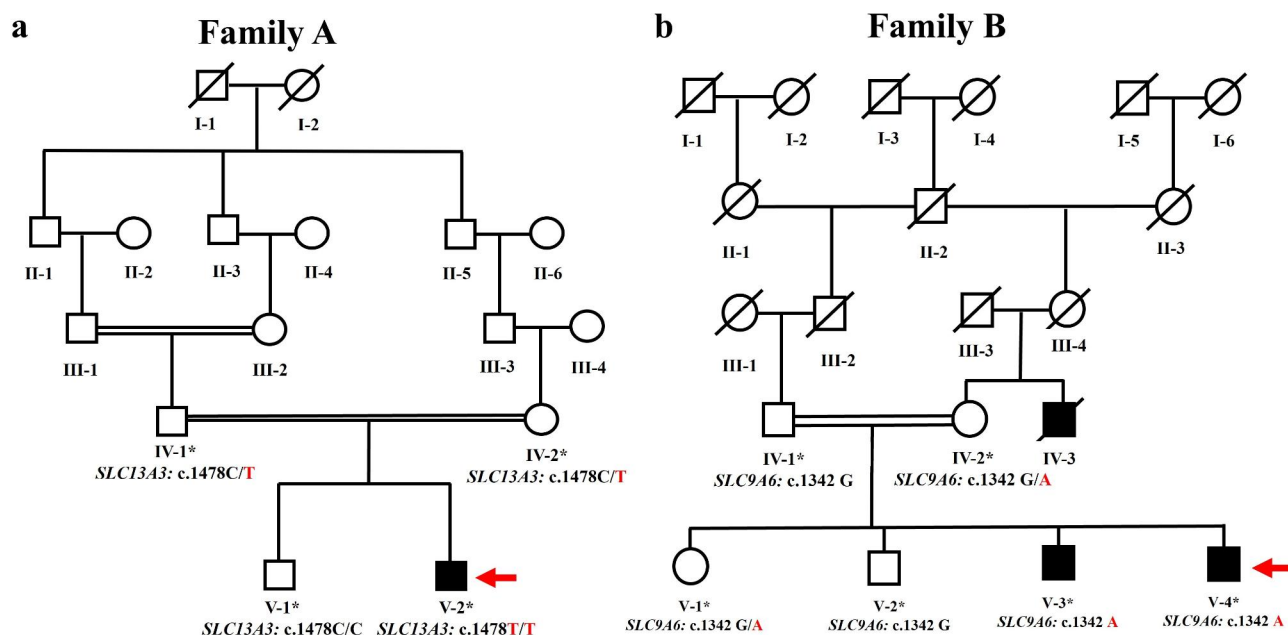 a
Family A
I-1
I-2
II-1
II-2
II-3
II-4
II-5
II-6
III-1
III-2
III-3
III-4
IV-1*
SLC13A3: c.1478C/T
IV-2*
SLC13A3: c.1478C/T
V-1*
SLC13A3: c.1478C/C
V-2*
SLC13A3: c.1478T/T
b
Family B
I-1
I-2
I-3
I-4
I-5
I-6
II-1
II-2
II-3
III-1
III-2
III-3
III-4
IV-1*
SLC9A6: c.1342 G
IV-2*
SLC9A6: c.1342 G/A
IV-3
V-1*
SLC9A6: c.1342 G/A
V-2*
SLC9A6: c.1342 G
V-3*
SLC9A6: c.1342 A
V-4*
SLC9A6: c.1342 A